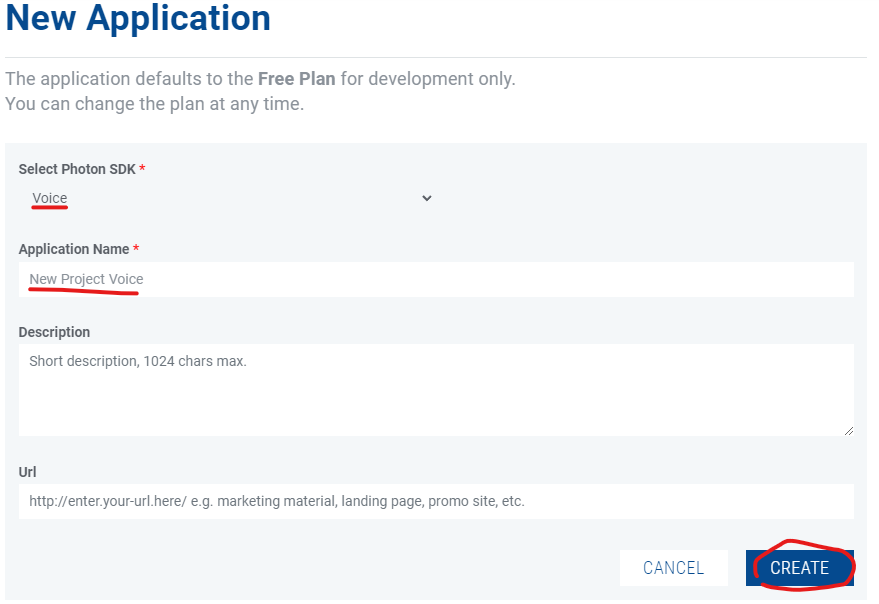 New Application
The application defaults to the Free Plan for development only.
You can change the plan at any time.
Select Photon SDK *
Voice
Application Name *
New Project Voice
Description
Short description, 1024 chars max.
Url
http://enter.your-url.here/ e.g. marketing material, landing page, promo site, etc.
CANCEL CREATE